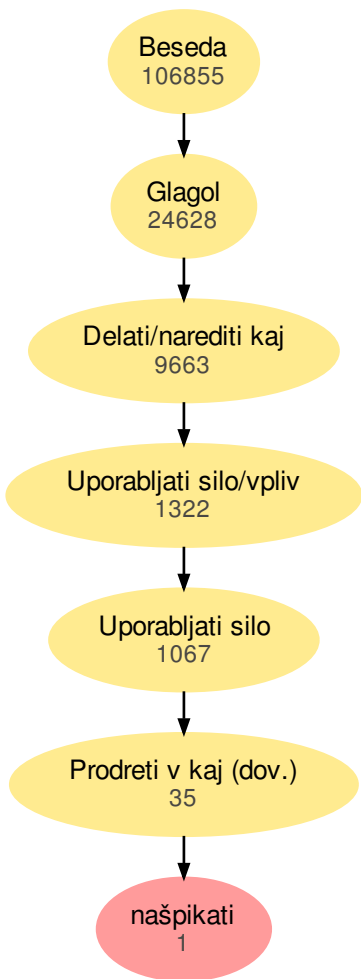 Beseda
106855
Glagol
24628
Delati/narediti kaj
9663
Uporabljati silo/vpliv
1322
Uporabljati silo
1067
Prodreti v kaj (dov.)
35
našpikati
1